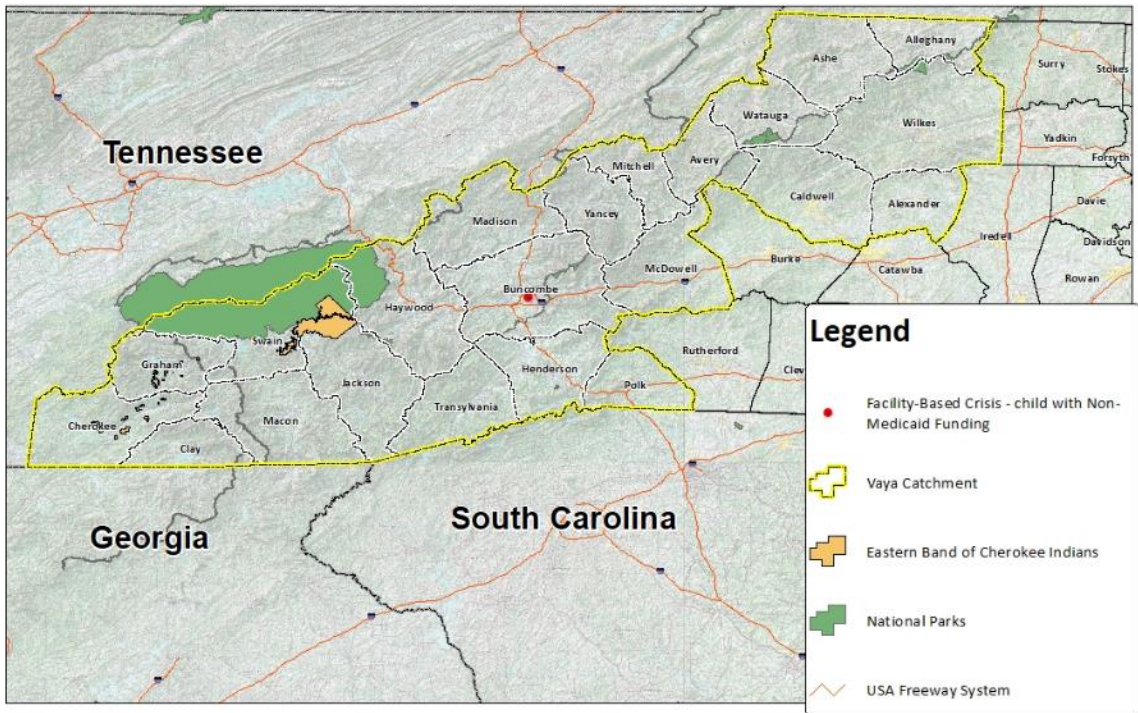 Alleghany
Ashe
Surry
Stokes
Watauga
Wilkes
Yadkin
Forsyth
Tennessee
Mitchell
Avery
Caldwell
Alexander
Davie
Madison
Yancey
Iredell
Davidson
Burke
Catawba
Rowan
McDowell
Buncombe
Haywood
Swain
Rutherford
Clev
Graham
Henderson
Polk
Jackson
Transylvania
Macon
Cherokee
Clay
Georgia
South Carolina
Legend
Facility-Based Crisis - child with Non-
Medicaid Funding
Vaya Catchment
Eastern Band of Cherokee Indians
National Parks
USA Freeway System